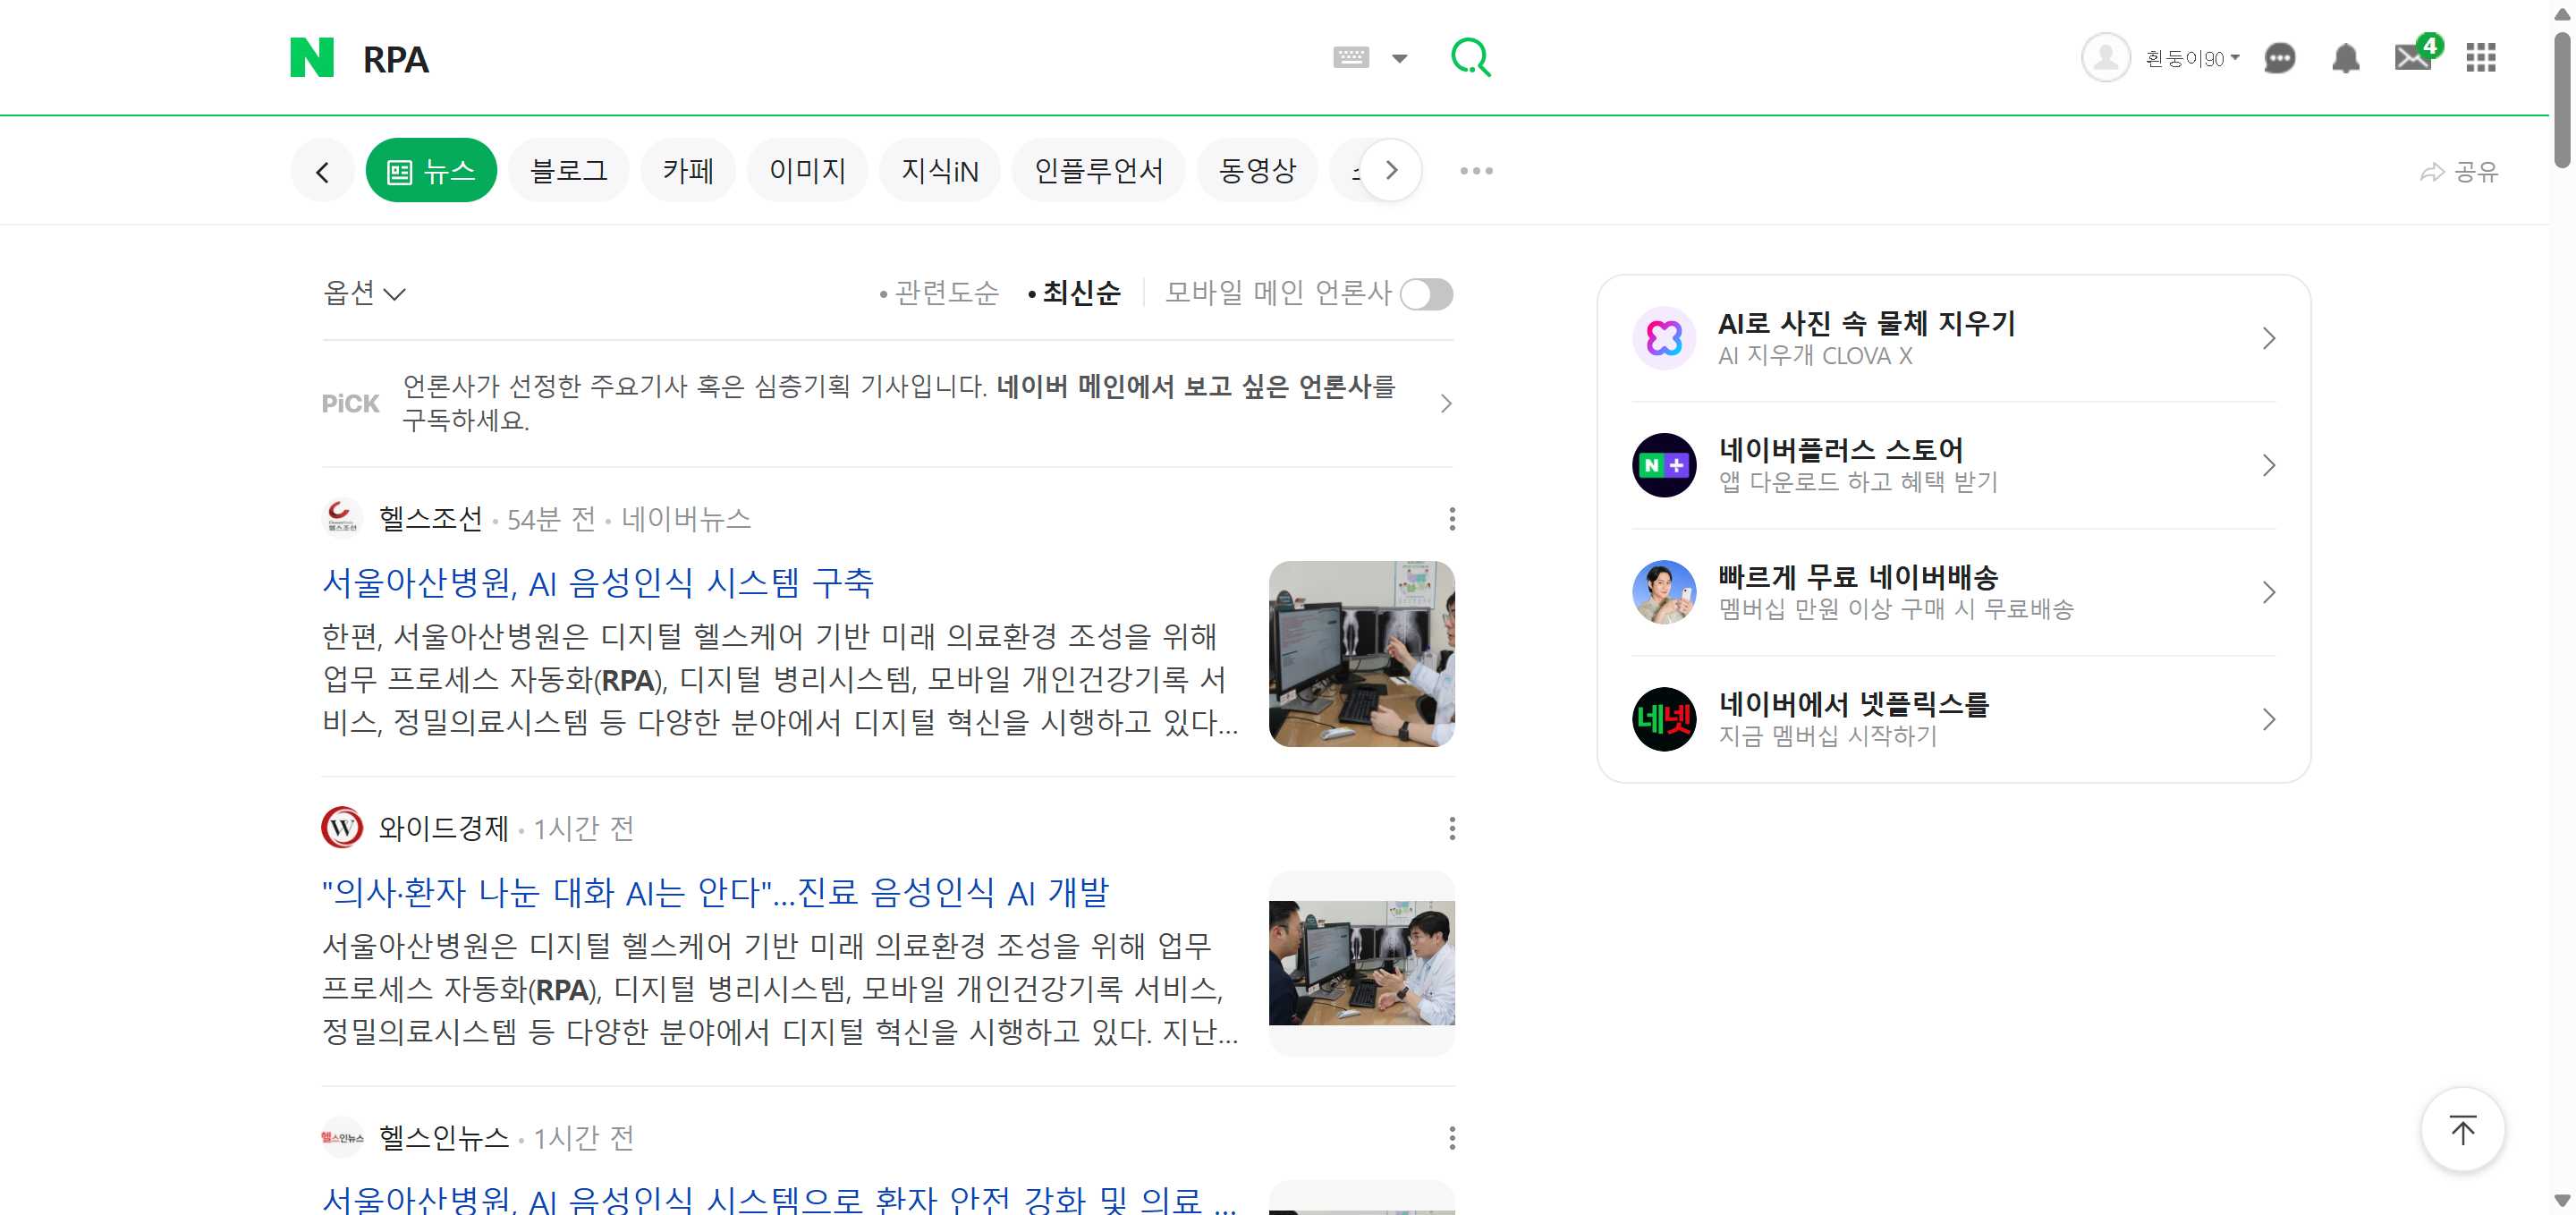 N RPA
흰둥이90
4
뉴스
블로그
카페
이미지
지식iN
인플루언서
동영상
공유
옵션
• 관련도순
• 최신순
모바일 메인 언론사
PiCK
언론사가 선정한 주요기사 혹은 심층기획 기사입니다. 네이버 메인에서 보고 싶은 언론사를
구독하세요.
헬스조선
헬스조선 · 54분 전 · 네이버뉴스
서울아산병원, AI 음성인식 시스템 구축
한편, 서울아산병원은 디지털 헬스케어 기반 미래 의료환경 조성을 위해
업무 프로세스 자동화(RPA), 디지털 병리시스템, 모바일 개인건강기록 서
비스, 정밀의료시스템 등 다양한 분야에서 디지털 혁신을 시행하고 있다...
W
와이드경제 · 1시간 전
"의사·환자 나눈 대화 AI는 안다"...진료 음성인식 AI 개발
서울아산병원은 디지털 헬스케어 기반 미래 의료환경 조성을 위해 업무
프로세스 자동화(RPA), 디지털 병리시스템, 모바일 개인건강기록 서비스,
정밀의료시스템 등 다양한 분야에서 디지털 혁신을 시행하고 있다. 지난...
헬스인뉴스
헬스인뉴스 · 1시간 전
서울아산병원, AI 음성인식 시스템으로 환자 안전 강화 및 의료 ...
AI로 사진 속 물체 지우기
AI 지우개 CLOVA X
N +
네이버플러스 스토어
앱 다운로드 하고 혜택 받기
빠르게 무료 네이버배송
멤버십 만원 이상 구매 시 무료배송
네넷
네이버에서 넷플릭스를
지금 멤버십 시작하기